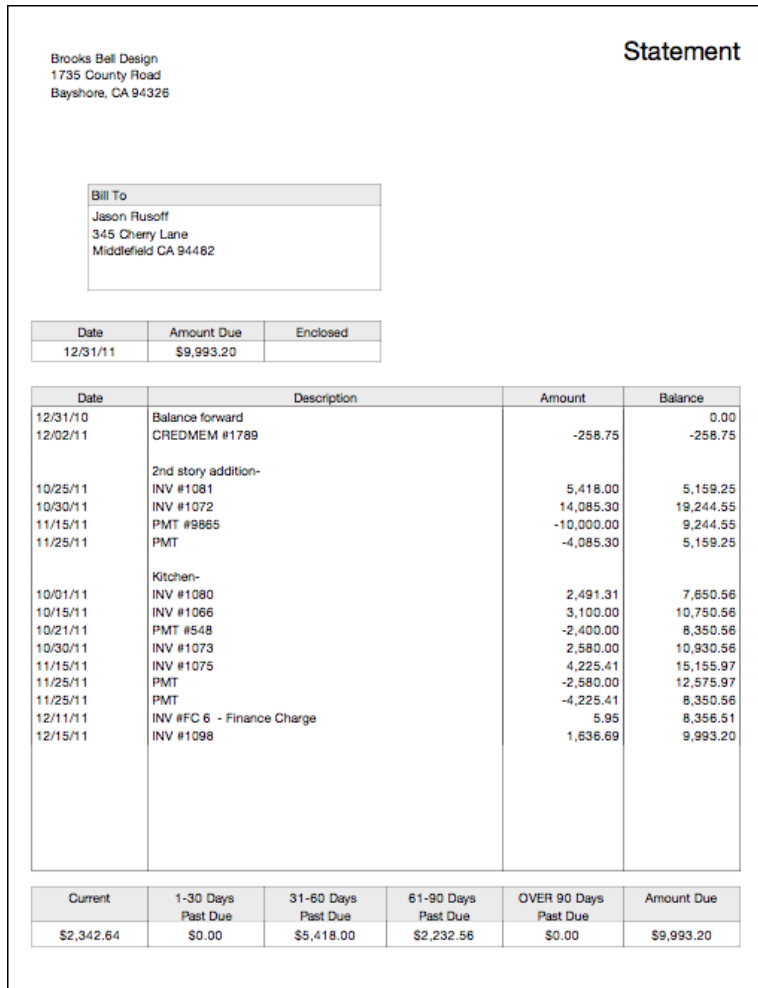 Statement
Brooks Bell Design
1735 County Road
Bayshore, CA 94326
Bill To
Jason Rusoff
345 Cherry Lane
Middlefield CA 94482
Date Amount Due Enclosed
12/31/11 $9,993.20
Date Description Amount Balance
12/31/10 Balance forward 0.00
12/02/11 CREDMEM #1789 -258.75 -258.75
2nd story addition-
10/25/11 INV #1081 5,418.00 5,159.25
10/30/11 INV #1072 14,085.30 19,244.55
11/15/11 PMT #9865 -10,000.00 9,244.55
11/25/11 PMT -4,085.30 5,159.25
Kitchen-
10/01/11 INV #1080 2,491.31 7,650.56
10/15/11 INV #1066 3,100.00 10,750.56
10/21/11 PMT #548 -2,400.00 8,350.56
10/30/11 INV #1073 2,580.00 10,930.56
11/15/11 INV #1075 4,225.41 15,155.97
11/25/11 PMT -2,580.00 12,575.97
11/25/11 PMT -4,225.41 8,350.56
12/11/11 INV #FC 6 - Finance Charge 5.95 8,356.51
12/15/11 INV #1098 1,636.69 9,993.20
Current 1-30 Days 31-60 Days 61-90 Days OVER 90 Days Amount Due
Past Due Past Due Past Due Past Due
$2,342.64 $0.00 $5,418.00 $2,232.56 $0.00 $9,993.20